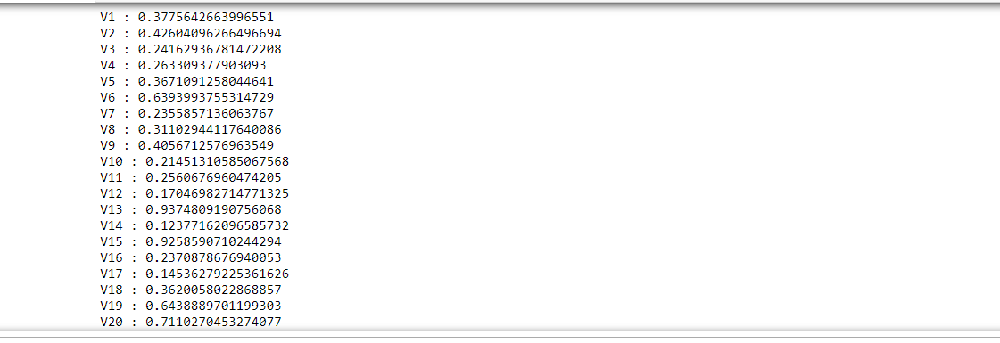 V1 : 0.3775642663996551
V2 : 0.42604096266496694
V3 : 0.24162936781472208
V4 : 0.263309377903093
V5 : 0.3671091258044641
V6 : 0.6393993755314729
V7 : 0.2355857136063767
V8 : 0.31102944117640086
V9 : 0.4056712576963549
V10 : 0.21451310585067568
V11 : 0.2560676960474205
V12 : 0.17046982714771325
V13 : 0.9374809190756068
V14 : 0.12377162096585732
V15 : 0.9258590710244294
V16 : 0.2370878676940053
V17 : 0.14536279225361626
V18 : 0.3620058022868857
V19 : 0.6438889701199303
V20 : 0.7110270453274077